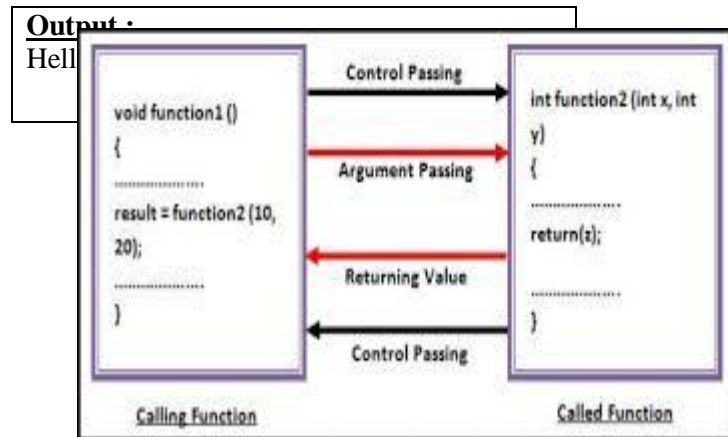 Output :
Hell
void function1 ()
{
....................
result = function2 (10,
20);
....................
}
Calling Function
Control Passing
Argument Passing
Returning Value
Control Passing
int function2 (int x, int
y)
{
....................
return(z);
....................
}
Called Function